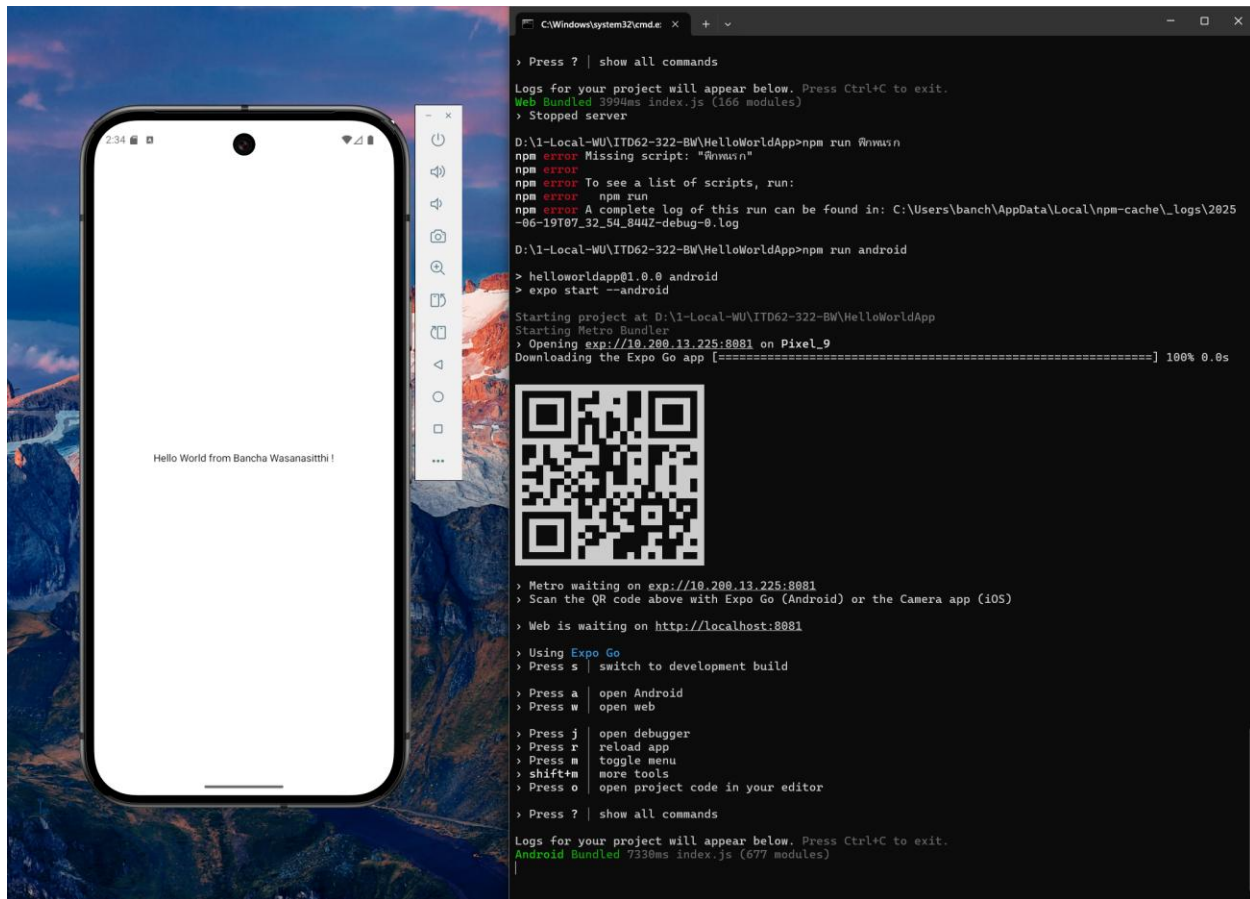 C:\Windows\system32\cmd.e:
› Press ? │ show all commands
Logs for your project will appear below. Press Ctrl+C to exit.
Web Bundled 3994ms index.js (166 modules)
› Stopped server
D:\1-Local-WU\ITD62-322-BW\HelloWorldApp>npm run ฟืกพนรก
npm error Missing script: "ฟืกพนรก"
npm error
npm error To see a list of scripts, run:
npm error   npm run
npm error A complete log of this run can be found in: C:\Users\banch\AppData\Local\npm-cache\_logs\2025
-06-19T07_32_54_844Z-debug-0.log
D:\1-Local-WU\ITD62-322-BW\HelloWorldApp>npm run android
> helloworldapp@1.0.0 android
> expo start --android
Starting project at D:\1-Local-WU\ITD62-322-BW\HelloWorldApp
Starting Metro Bundler
› Opening exp://10.200.13.225:8081 on Pixel_9
Downloading the Expo Go app [==============================================================] 100% 0.0s
› Metro waiting on exp://10.200.13.225:8081
› Scan the QR code above with Expo Go (Android) or the Camera app (iOS)
› Web is waiting on http://localhost:8081
› Using Expo Go
› Press s │ switch to development build
› Press a │ open Android
› Press w │ open web
› Press j │ open debugger
› Press r │ reload app
› Press m │ toggle menu
› shift+m │ more tools
› Press o │ open project code in your editor
› Press ? │ show all commands
Logs for your project will appear below. Press Ctrl+C to exit.
Android Bundled 7330ms index.js (677 modules)
2:34
Hello World from Bancha Wasanasitthi !